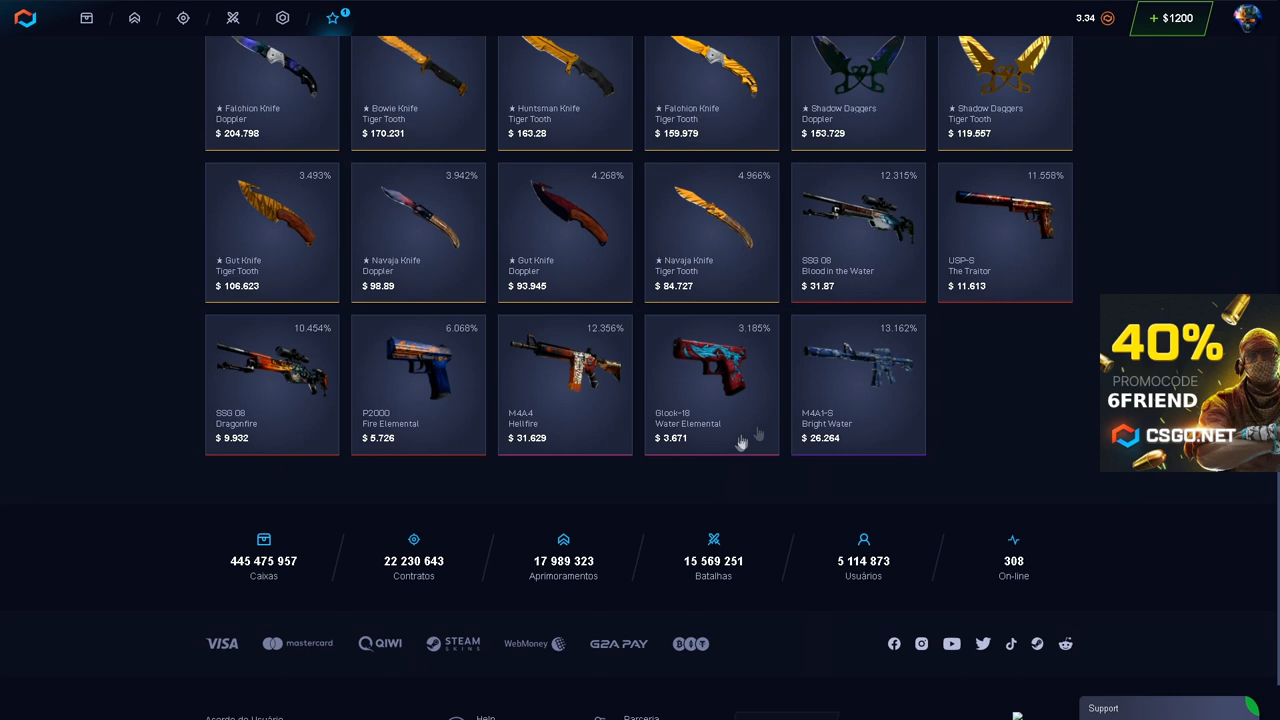 1
3.34
+ $1200
★ Falchion Knife
Doppler
$ 204.798
★ Bowie Knife
Tiger Tooth
$ 170.231
★ Huntsman Knife
Tiger Tooth
$ 163.28
★ Falchion Knife
Tiger Tooth
$ 159.979
★ Shadow Daggers
Doppler
$ 153.729
★ Shadow Daggers
Tiger Tooth
$ 119.557
3.493%
★ Gut Knife
Tiger Tooth
$ 106.623
3.942%
★ Navaja Knife
Doppler
$ 98.89
4.268%
★ Gut Knife
Doppler
$ 93.945
4.966%
★ Navaja Knife
Tiger Tooth
$ 84.727
12.315%
SSG 08
Blood in the Water
$ 31.87
11.558%
USP-S
The Traitor
$ 11.613
10.454%
SSG 08
Dragonfire
$ 9.932
6.068%
P2000
Fire Elemental
$ 5.726
12.356%
M4A4
Hellfire
$ 31.629
3.185%
Glock-18
Water Elemental
$ 3.671
13.162%
M4A1-S
Bright Water
$ 26.264
40%
PROMOCODE
6FRIEND
CSGO.NET
445 475 957
Caixas
22 230 643
Contratos
17 989 323
Aprimoramentos
15 569 251
Batalhas
5 114 873
Usuários
308
On-line
VISA
mastercard
QIWI
STEAM
SKINS
WebMoney
G2A PAY
Acordo do Usuário
Help
Parceria
Support